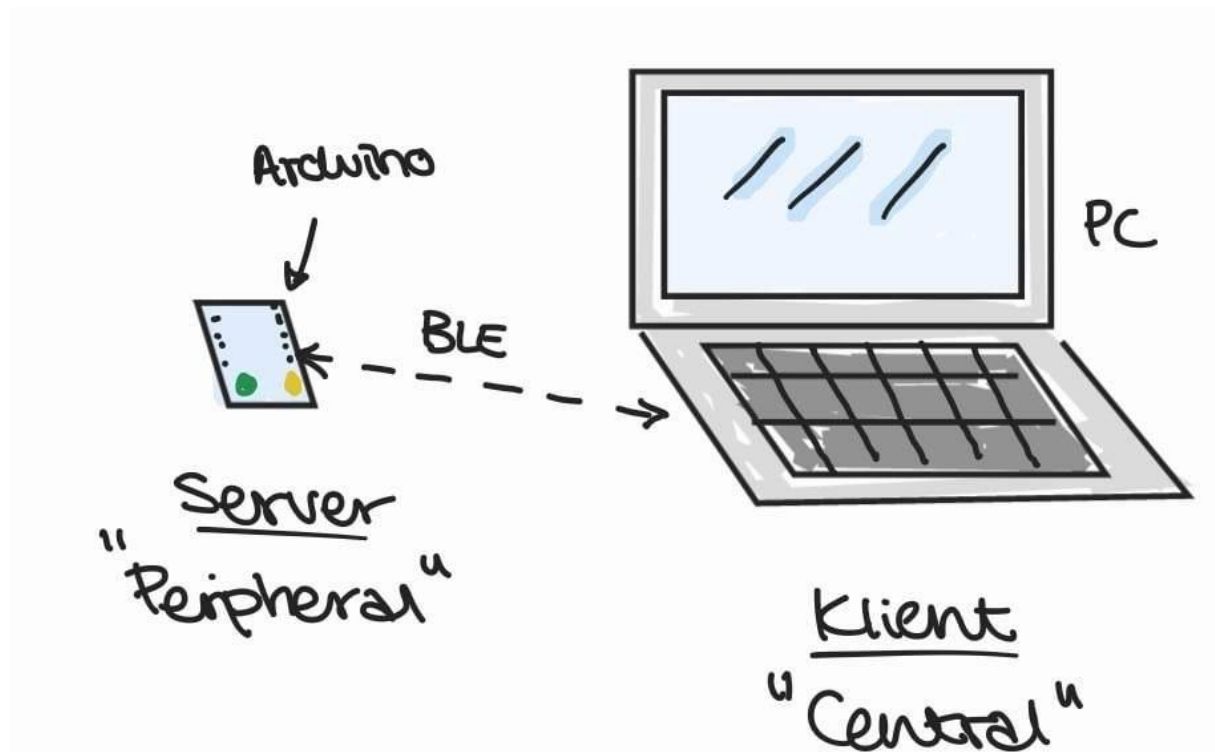 Arduino
PC
BLE
Server
"Peripheral"
Klient
"Central"